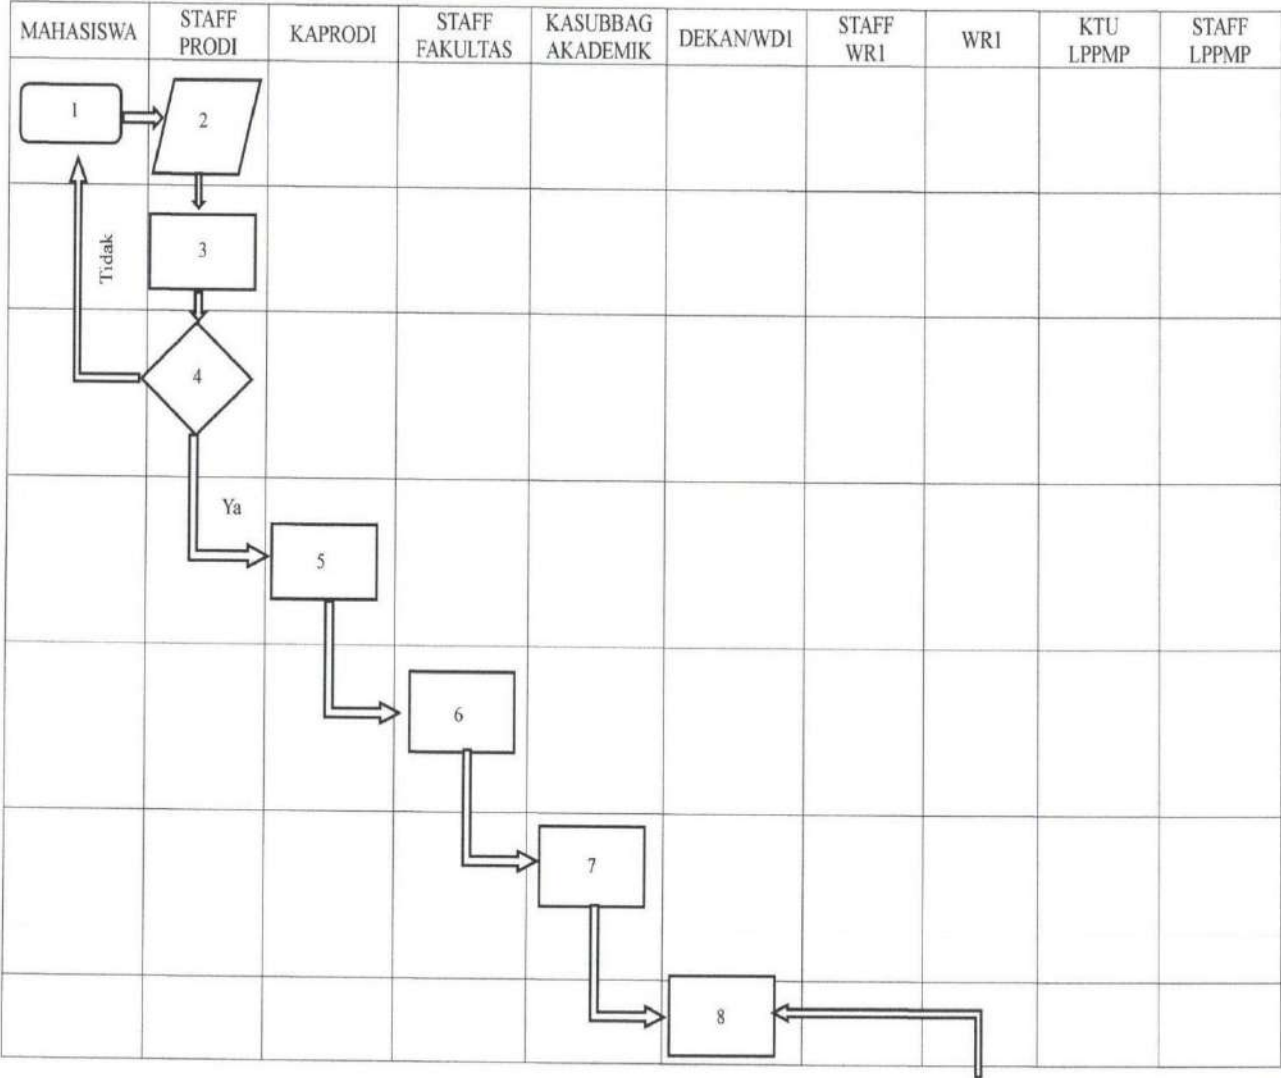 MAHASISWA
STAFF
PRODI
KAPRODI
STAFF
FAKULTAS
KASUBBAG
AKADEMIK
DEKAN/WD1
STAFF
WR1
WR1
KTU
LPPMP
STAFF
LPPMP
1
2
Tidak
3
4
Ya
5
6
7
8